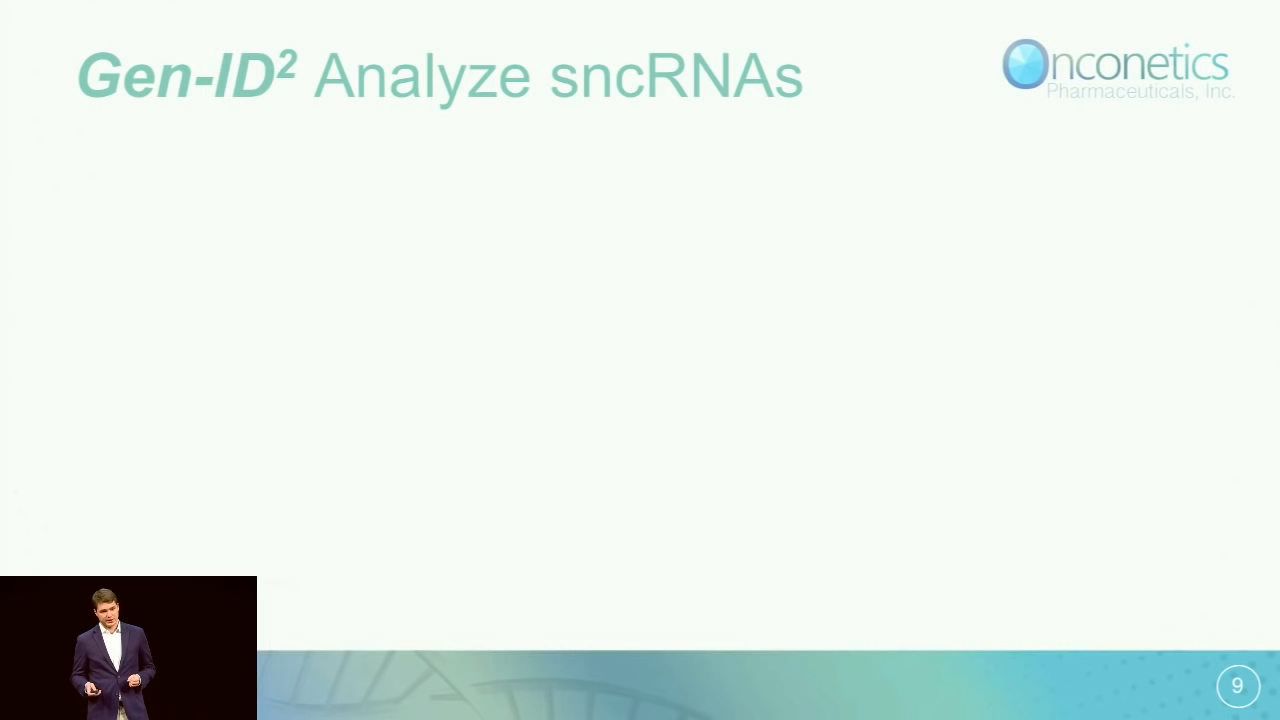 Gen-ID² Analyze sncRNAs
Onconetics
Pharmaceuticals, Inc.
9